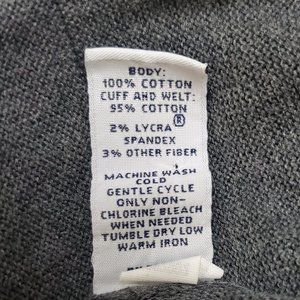 BODY:
100% COTTON
CUFF AND WELT:
95% COTTON
2% LYCRA®
SPANDEX
3% OTHER FIBER
MACHINE WASH
COLD
GENTLE CYCLE
ONLY NON-
CHLORINE BLEACH
WHEN NEEDED
TUMBLE DRY LOW
WARM IRON